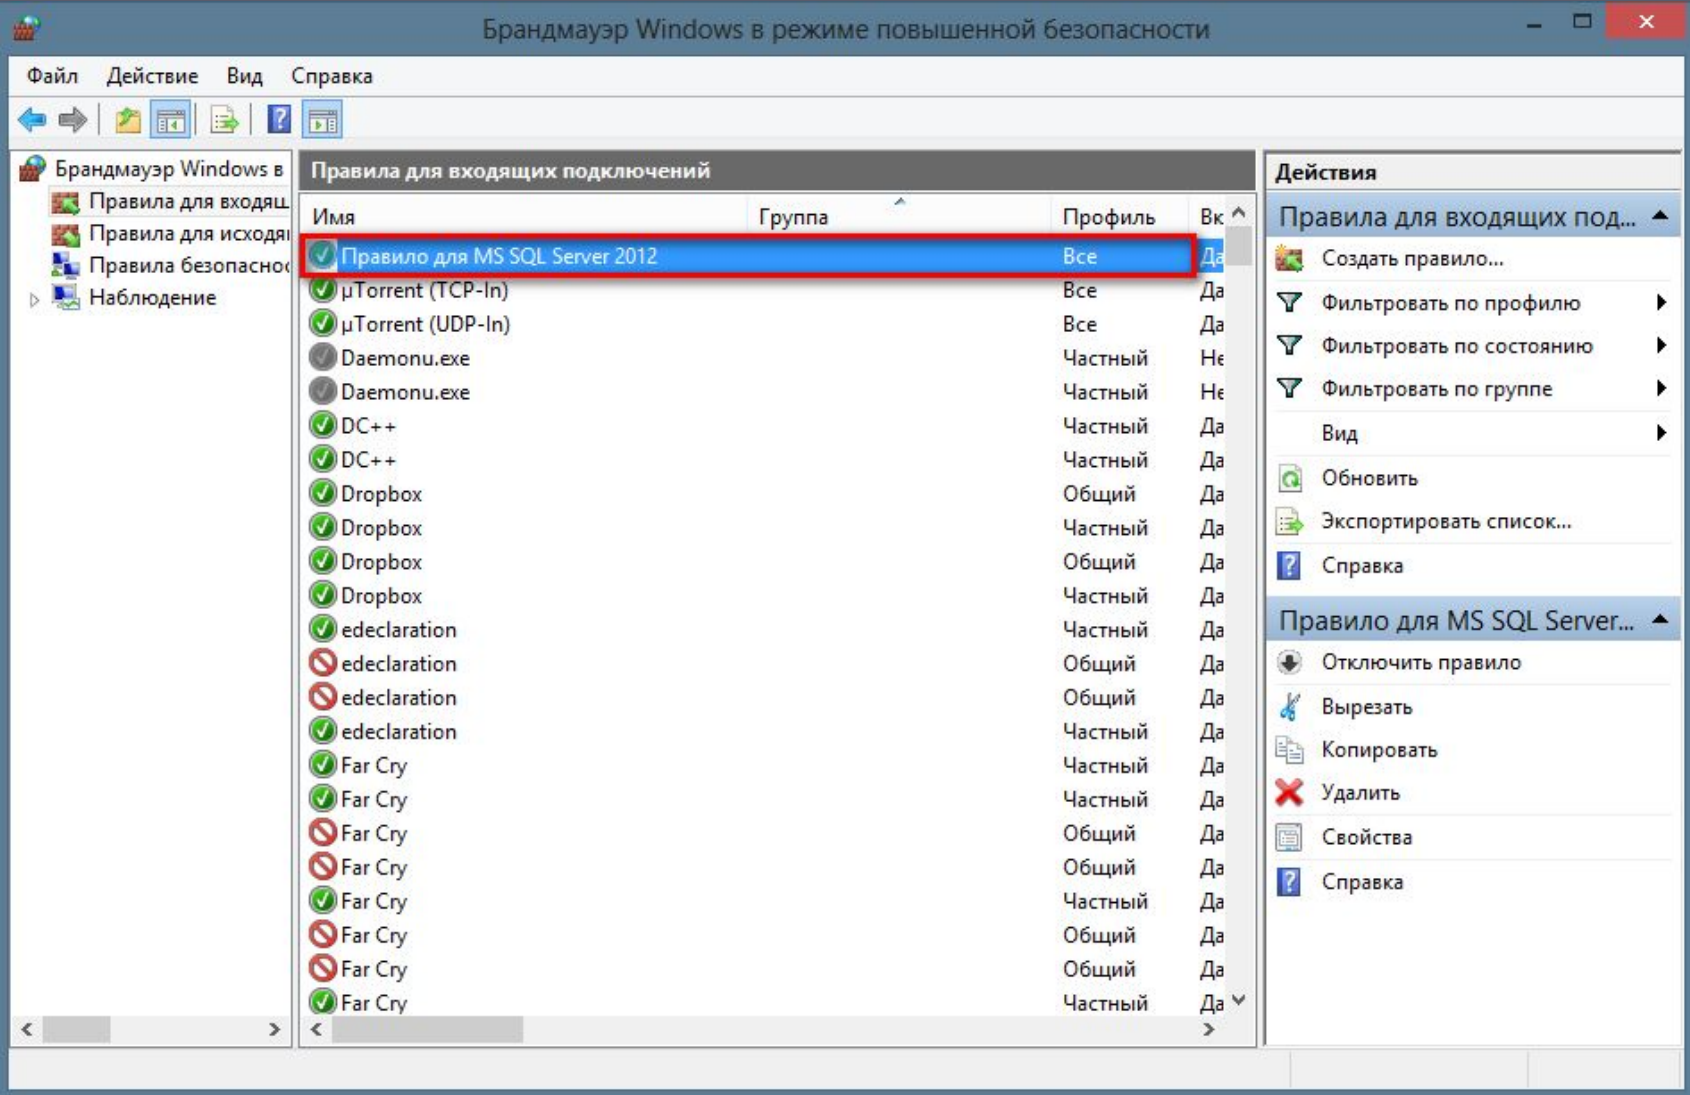 Брандмауэр Windows в режиме повышенной безопасности
Файл Действие Вид Справка
Брандмауэр Windows в
Правила для входящ
Правила для исходя
Правила безопасно
Наблюдение
Правила для входящих подключений
Имя Группа Профиль Вк
Правило для MS SQL Server 2012 Все Да
µTorrent (TCP-In) Все Да
µTorrent (UDP-In) Все Да
Daemonu.exe Частный Не
Daemonu.exe Частный Не
DC++ Частный Да
DC++ Частный Да
Dropbox Общий Да
Dropbox Частный Да
Dropbox Общий Да
Dropbox Частный Да
edeclaration Частный Да
edeclaration Общий Да
edeclaration Общий Да
edeclaration Частный Да
Far Cry Частный Да
Far Cry Частный Да
Far Cry Общий Да
Far Cry Общий Да
Far Cry Частный Да
Far Cry Общий Да
Far Cry Общий Да
Far Cry Частный Да
Действия
Правила для входящих под...
Создать правило...
Фильтровать по профилю
Фильтровать по состоянию
Фильтровать по группе
Вид
Обновить
Экспортировать список...
Справка
Правило для MS SQL Server...
Отключить правило
Вырезать
Копировать
Удалить
Свойства
Справка